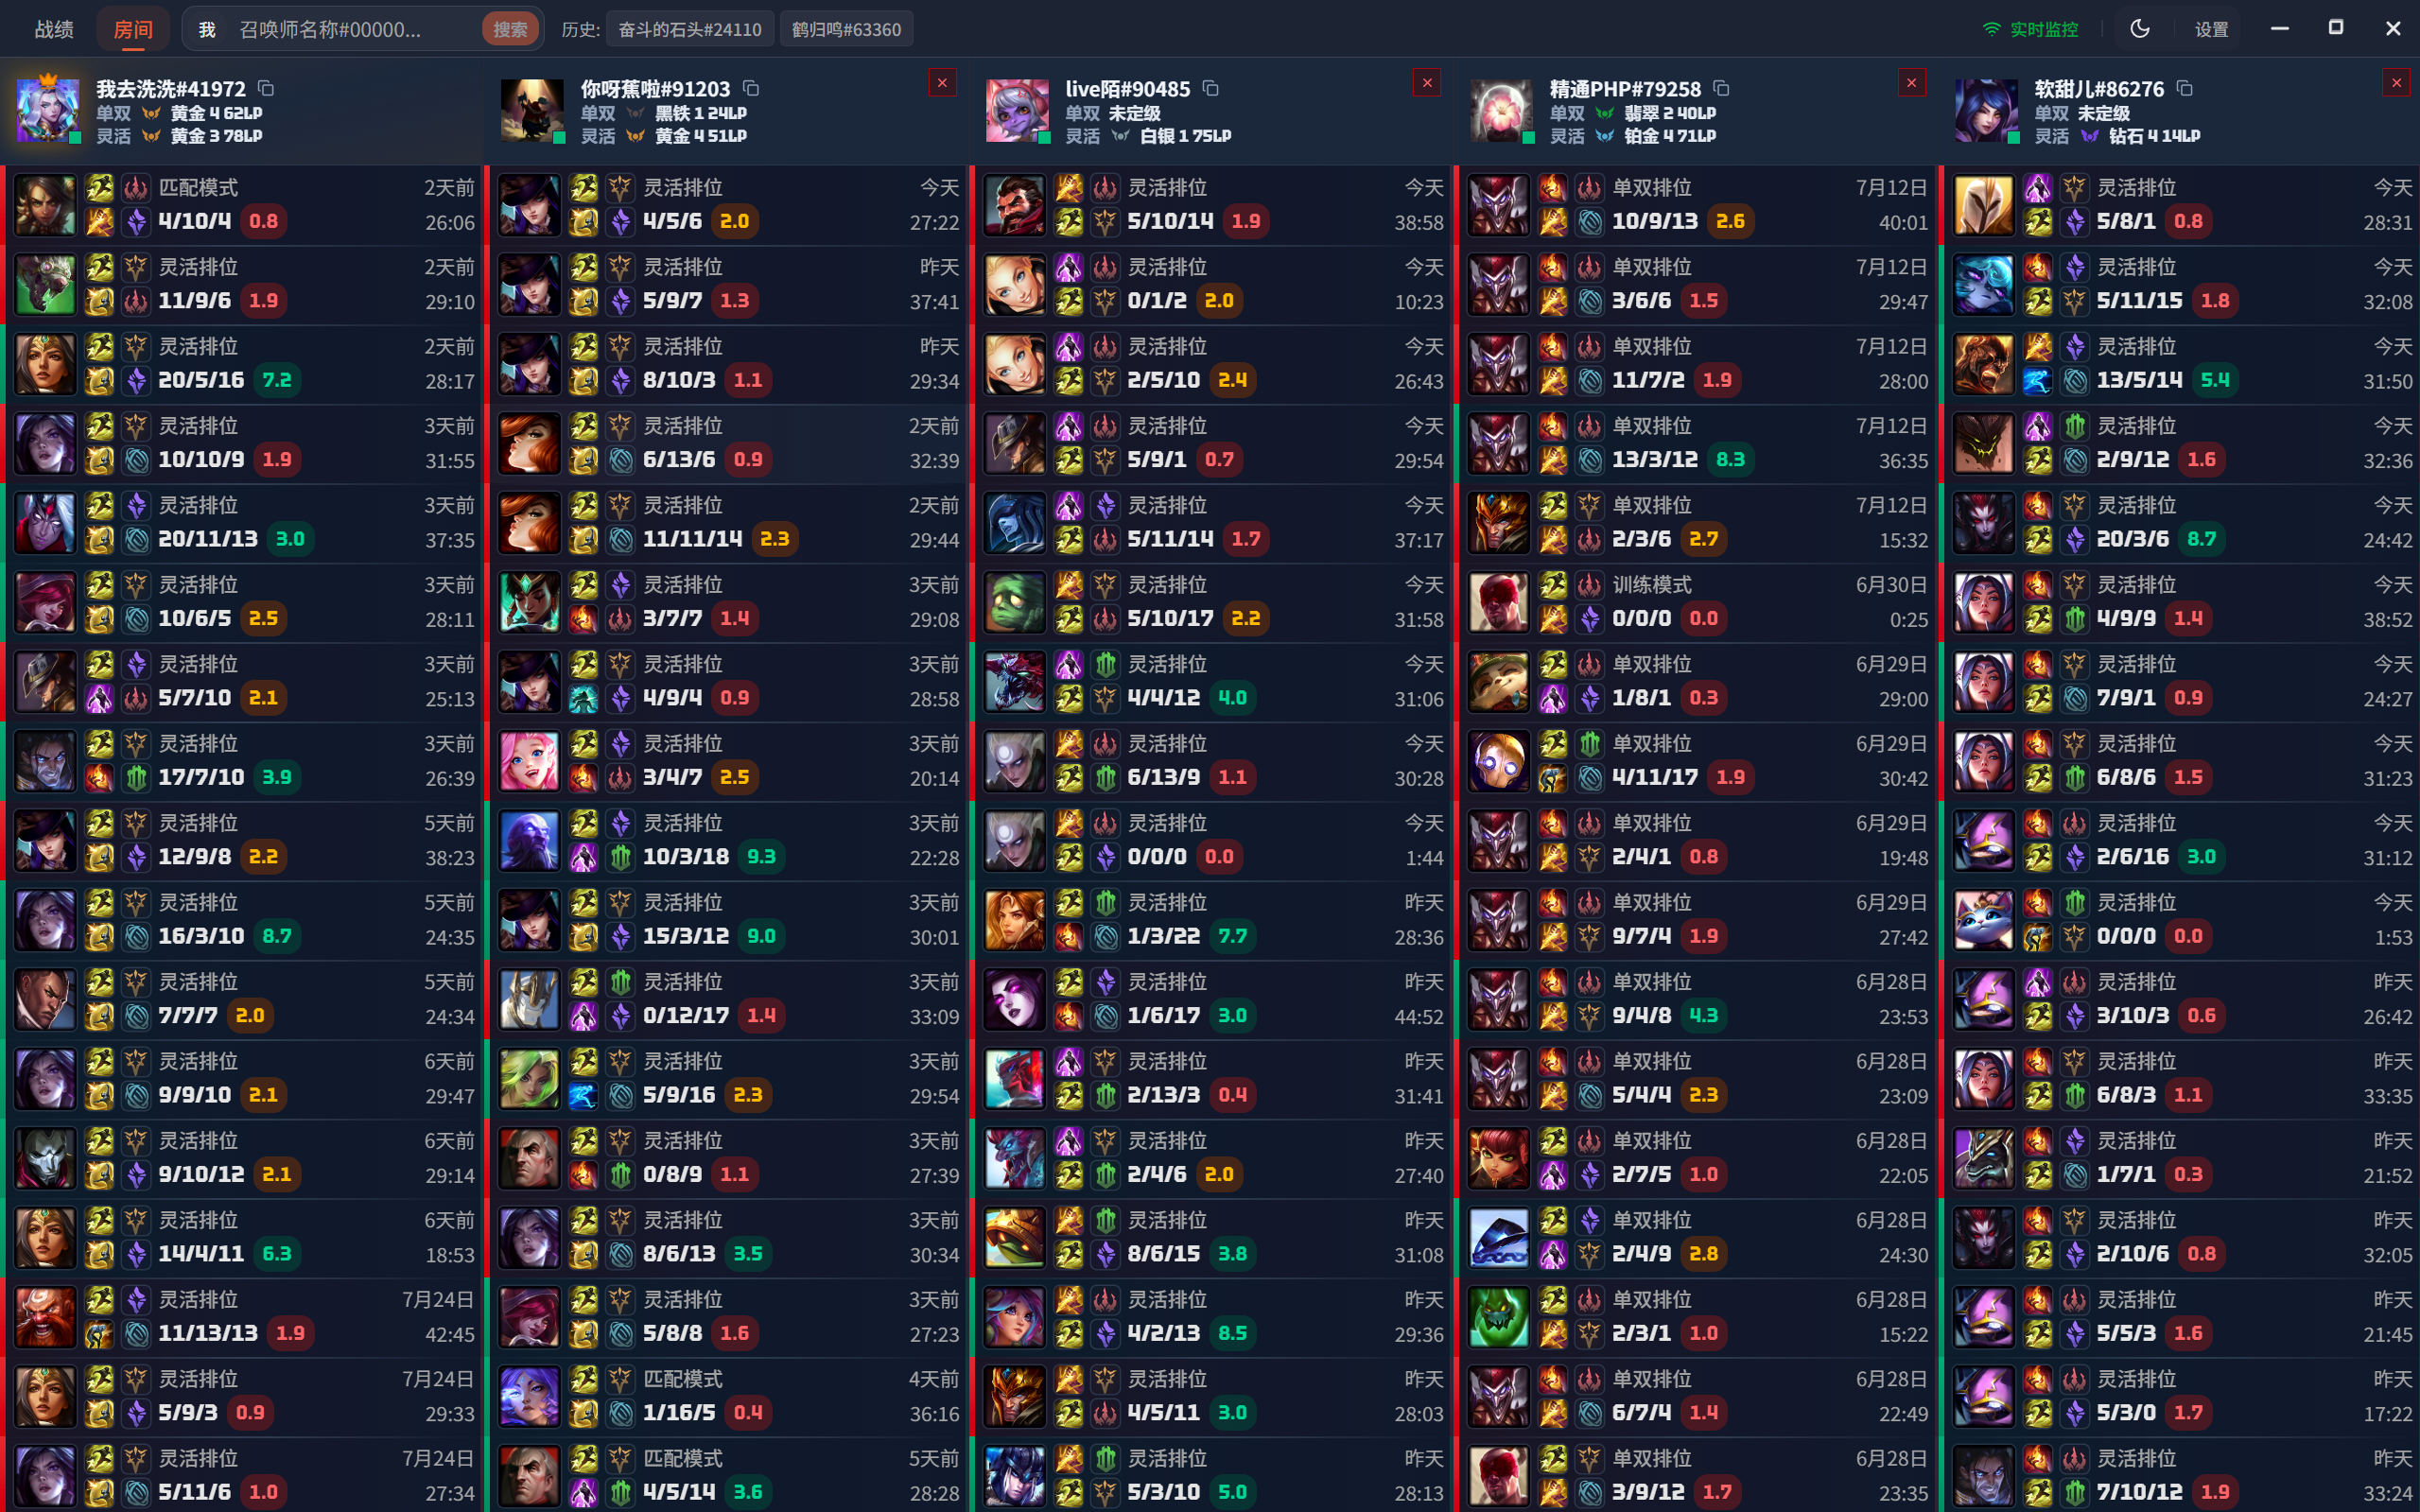 战绩 房间 我 召唤师名称#00000... 搜索 历史: 奋斗的石头#24110 鹤归鸣#63360 实时监控 设置
我去洗洗#41972
单双 黄金 4 62LP
灵活 黄金 3 78LP
匹配模式 2天前
4/10/4 0.8 26:06
灵活排位 2天前
11/9/6 1.9 29:10
灵活排位 2天前
20/5/16 7.2 28:17
灵活排位 3天前
10/10/9 1.9 31:55
灵活排位 3天前
20/11/13 3.0 37:35
灵活排位 3天前
10/6/5 2.5 28:11
灵活排位 3天前
5/7/10 2.1 25:13
灵活排位 3天前
17/7/10 3.9 26:39
灵活排位 5天前
12/9/8 2.2 38:23
灵活排位 5天前
16/3/10 8.7 24:35
灵活排位 5天前
7/7/7 2.0 24:34
灵活排位 6天前
9/9/10 2.1 29:47
灵活排位 6天前
9/10/12 2.1 29:14
灵活排位 6天前
14/4/11 6.3 18:53
灵活排位 7月24日
11/13/13 1.9 42:45
灵活排位 7月24日
5/9/3 0.9 29:33
灵活排位 7月24日
5/11/6 1.0 27:34
你呀蕉啦#91203
单双 黑铁 1 24LP
灵活 黄金 4 51LP
灵活排位 今天
4/5/6 2.0 27:22
灵活排位 昨天
5/9/7 1.3 37:41
灵活排位 昨天
8/10/3 1.1 29:34
灵活排位 2天前
6/13/6 0.9 32:39
灵活排位 2天前
11/11/14 2.3 29:44
灵活排位 3天前
3/7/7 1.4 29:08
灵活排位 3天前
4/9/4 0.9 28:58
灵活排位 3天前
3/4/7 2.5 20:14
灵活排位 3天前
10/3/18 9.3 22:28
灵活排位 3天前
15/3/12 9.0 30:01
灵活排位 3天前
0/12/17 1.4 33:09
灵活排位 3天前
5/9/16 2.3 29:54
灵活排位 3天前
0/8/9 1.1 27:39
灵活排位 3天前
8/6/13 3.5 30:34
灵活排位 3天前
5/8/8 1.6 27:23
匹配模式 4天前
1/16/5 0.4 36:16
匹配模式 5天前
4/5/14 3.6 28:28
live陌#90485
单双 未定级
灵活 白银 1 75LP
灵活排位 今天
5/10/14 1.9 38:58
灵活排位 今天
0/1/2 2.0 10:23
灵活排位 今天
2/5/10 2.4 26:43
灵活排位 今天
5/9/1 0.7 29:54
灵活排位 今天
5/11/14 1.7 37:17
灵活排位 今天
5/10/17 2.2 31:58
灵活排位 今天
4/4/12 4.0 31:06
灵活排位 今天
6/13/9 1.1 30:28
灵活排位 今天
0/0/0 0.0 1:44
灵活排位 昨天
1/3/22 7.7 28:36
灵活排位 昨天
1/6/17 3.0 44:52
灵活排位 昨天
2/13/3 0.4 31:41
灵活排位 昨天
2/4/6 2.0 27:40
灵活排位 昨天
8/6/15 3.8 31:08
灵活排位 昨天
4/2/13 8.5 29:36
灵活排位 昨天
4/5/11 3.0 28:03
灵活排位 昨天
5/3/10 5.0 28:13
精通PHP#79258
单双 翡翠 2 40LP
灵活 铂金 4 71LP
单双排位 7月12日
10/9/13 2.6 40:01
单双排位 7月12日
3/6/6 1.5 29:47
单双排位 7月12日
11/7/2 1.9 28:00
单双排位 7月12日
13/3/12 8.3 36:35
单双排位 7月12日
2/3/6 2.7 15:32
训练模式 6月30日
0/0/0 0.0 0:25
单双排位 6月29日
1/8/1 0.3 29:00
单双排位 6月29日
4/11/17 1.9 30:42
单双排位 6月29日
2/4/1 0.8 19:48
单双排位 6月29日
9/7/4 1.9 27:42
单双排位 6月28日
9/4/8 4.3 23:53
单双排位 6月28日
5/4/4 2.3 23:09
单双排位 6月28日
2/7/5 1.0 22:05
单双排位 6月28日
2/4/9 2.8 24:30
单双排位 6月28日
2/3/1 1.0 15:22
单双排位 6月28日
6/7/4 1.4 22:49
单双排位 6月28日
3/9/12 1.7 23:35
软甜儿#86276
单双 未定级
灵活 钻石 4 14LP
灵活排位 今天
5/8/1 0.8 28:31
灵活排位 今天
5/11/15 1.8 32:08
灵活排位 今天
13/5/14 5.4 31:50
灵活排位 今天
2/9/12 1.6 32:36
灵活排位 今天
20/3/6 8.7 24:42
灵活排位 今天
4/9/9 1.4 38:52
灵活排位 今天
7/9/1 0.9 24:27
灵活排位 今天
6/8/6 1.5 31:23
灵活排位 今天
2/6/16 3.0 31:12
灵活排位 今天
0/0/0 0.0 1:53
灵活排位 昨天
3/10/3 0.6 26:42
灵活排位 昨天
6/8/3 1.1 33:35
灵活排位 昨天
1/7/1 0.3 21:52
灵活排位 昨天
2/10/6 0.8 32:05
灵活排位 昨天
5/5/3 1.6 21:45
灵活排位 昨天
5/3/0 1.7 17:22
灵活排位 昨天
7/10/12 1.9 33:24